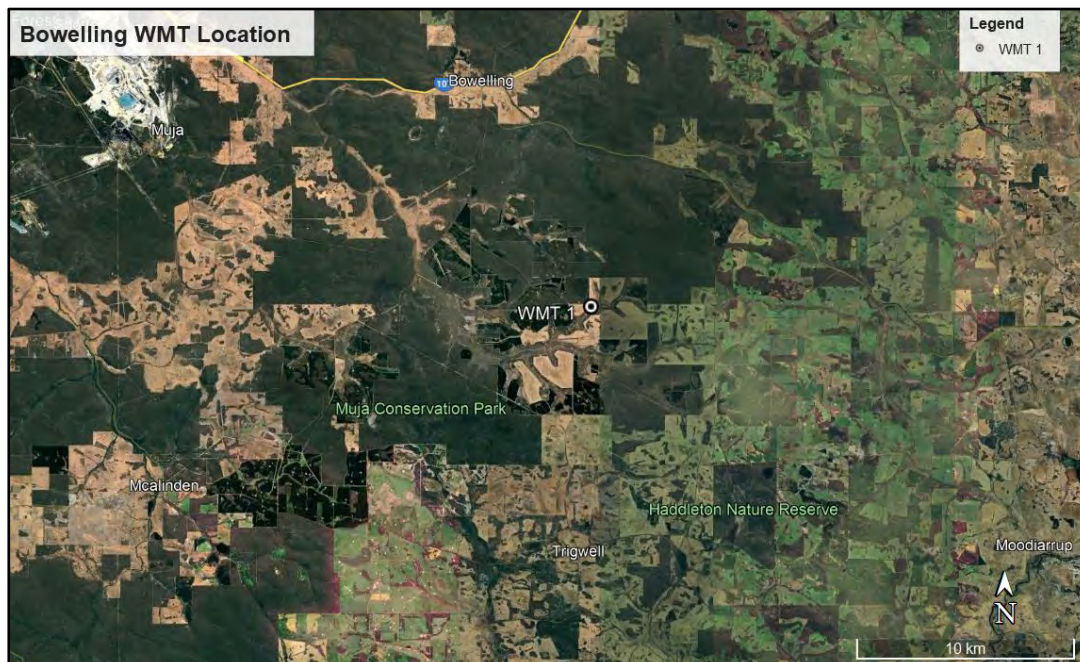 Bowelling WMT Location
Legend
WMT 1
10
Bowelling
Muja
WMT 1
Muja Conservation Park
Mcalinden
Haddleton Nature Reserve
Trigwell
Moodiarrup
N
10 km